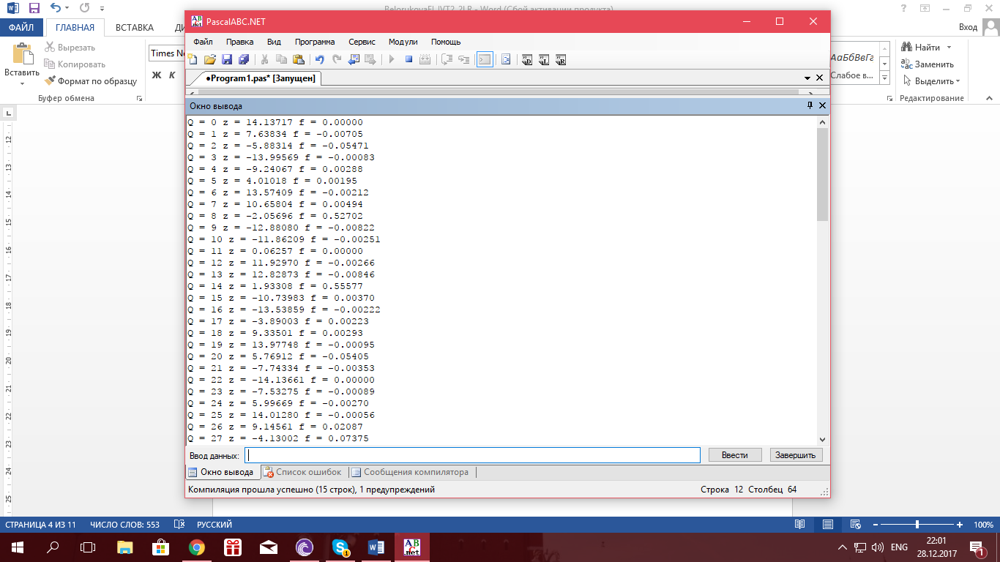 BelorukovaEI_IVT2_2LR - Word (Сбой активации продукта)
ФАЙЛ ГЛАВНАЯ ВСТАВКА
Вход
Вставить
Вырезать
Копировать
Формат по образцу
Буфер обмена
Times
Ж К
АаБбВвГг
Слабое в...
Найти
Заменить
Выделить
Редактирование
PascalABC.NET
Файл Правка Вид Программа Сервис Модули Помощь
●Program1.pas* [Запущен]
Окно вывода
Q = 0 z = 14.13717 f = 0.00000
Q = 1 z = 7.63834 f = -0.00705
Q = 2 z = -5.88314 f = -0.05471
Q = 3 z = -13.99569 f = -0.00083
Q = 4 z = -9.24067 f = 0.00288
Q = 5 z = 4.01018 f = 0.00195
Q = 6 z = 13.57409 f = -0.00212
Q = 7 z = 10.65804 f = 0.00494
Q = 8 z = -2.05696 f = 0.52702
Q = 9 z = -12.88080 f = -0.00822
Q = 10 z = -11.86209 f = -0.00251
Q = 11 z = 0.06257 f = 0.00000
Q = 12 z = 11.92970 f = -0.00266
Q = 13 z = 12.82873 f = -0.00846
Q = 14 z = 1.93308 f = 0.55577
Q = 15 z = -10.73983 f = 0.00370
Q = 16 z = -13.53859 f = -0.00222
Q = 17 z = -3.89003 f = 0.00223
Q = 18 z = 9.33501 f = 0.00293
Q = 19 z = 13.97748 f = -0.00095
Q = 20 z = 5.76912 f = -0.05405
Q = 21 z = -7.74334 f = -0.00353
Q = 22 z = -14.13661 f = 0.00000
Q = 23 z = -7.53275 f = -0.00089
Q = 24 z = 5.99669 f = -0.00270
Q = 25 z = 14.01280 f = -0.00056
Q = 26 z = 9.14561 f = 0.02087
Q = 27 z = -4.13002 f = 0.07375
Ввод данных:
Ввести Завершить
Окно вывода Список ошибок Сообщения компилятора
Компиляция прошла успешно (15 строк), 1 предупреждений
Строка 12 Столбец 64
СТРАНИЦА 4 ИЗ 11 ЧИСЛО СЛОВ: 553 РУССКИЙ
100%
ENG
22:01
28.12.2017